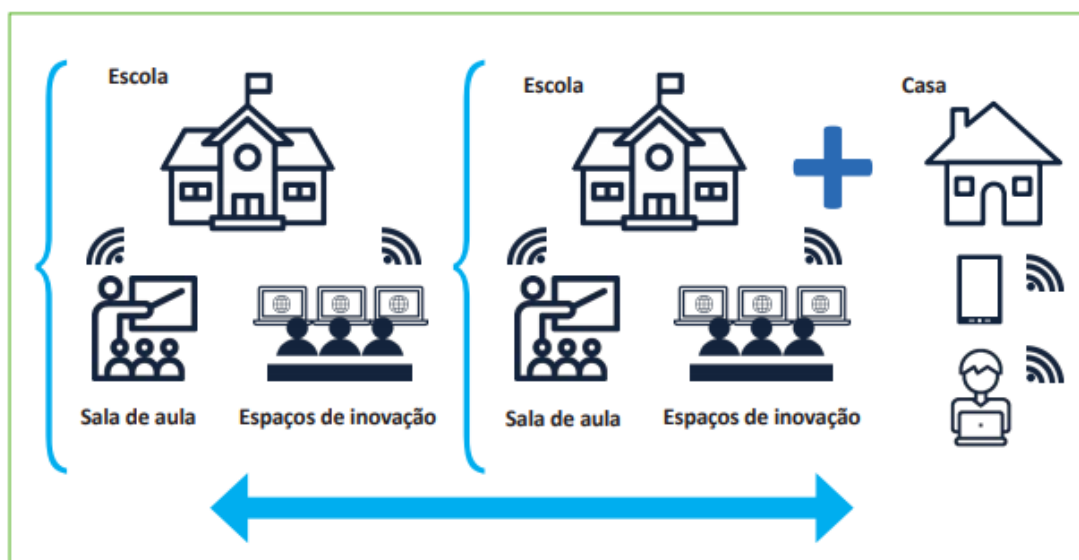 Escola
Sala de aula
Espaços de inovação
Escola
Sala de aula
Espaços de inovação
Casa